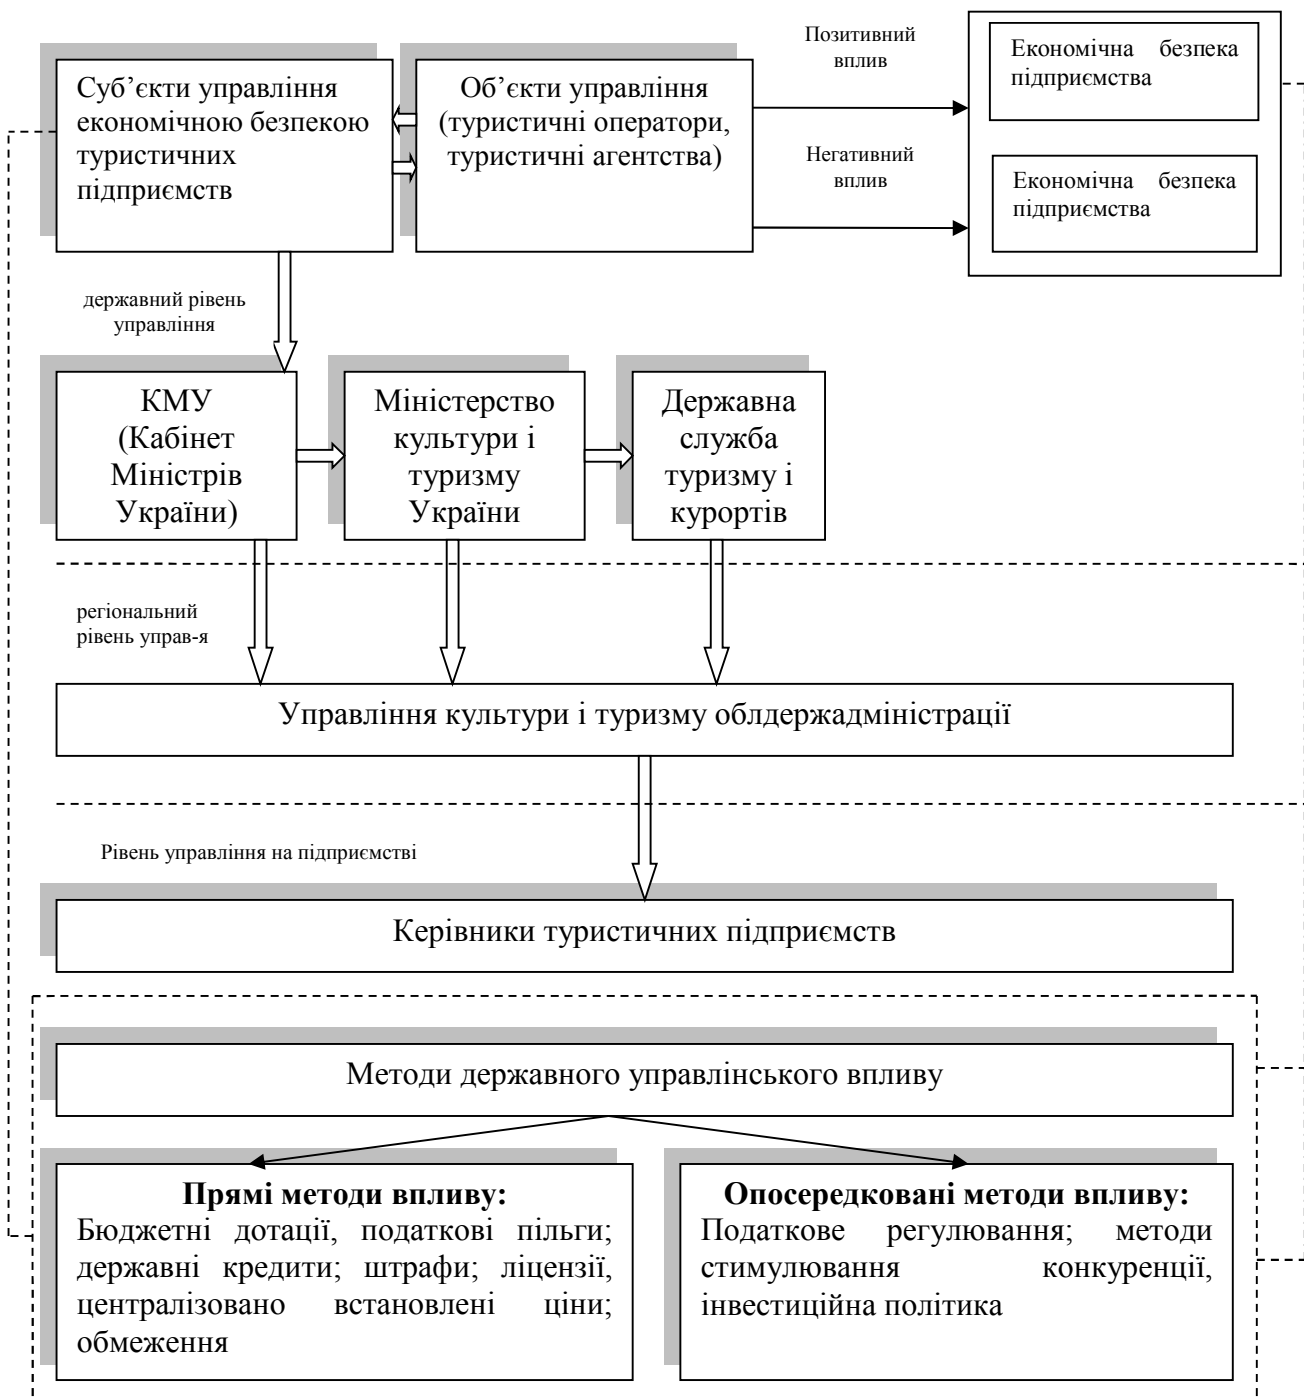 Позитивний
вплив
Економічна безпека
підприємства
Суб’єкти управління
економічною безпекою
туристичних
підприємств
Об’єкти управління
(туристичні оператори,
туристичні агентства)
Негативний
вплив
Економічна безпека
підприємства
державний рівень
управління
КМУ
(Кабінет
Міністрів
України)
Міністерство
культури і
туризму
України
Державна
служба
туризму і
курортів
регіональний
рівень управ-я
Управління культури і туризму облдержадміністрації
Рівень управління на підприємстві
Керівники туристичних підприємств
Методи державного управлінського впливу
Прямі методи впливу:
Бюджетні дотації, податкові пільги;
державні кредити; штрафи; ліцензії,
централізовано встановлені ціни;
обмеження
Опосередковані методи впливу:
Податкове регулювання; методи
стимулювання конкуренції,
інвестиційна політика